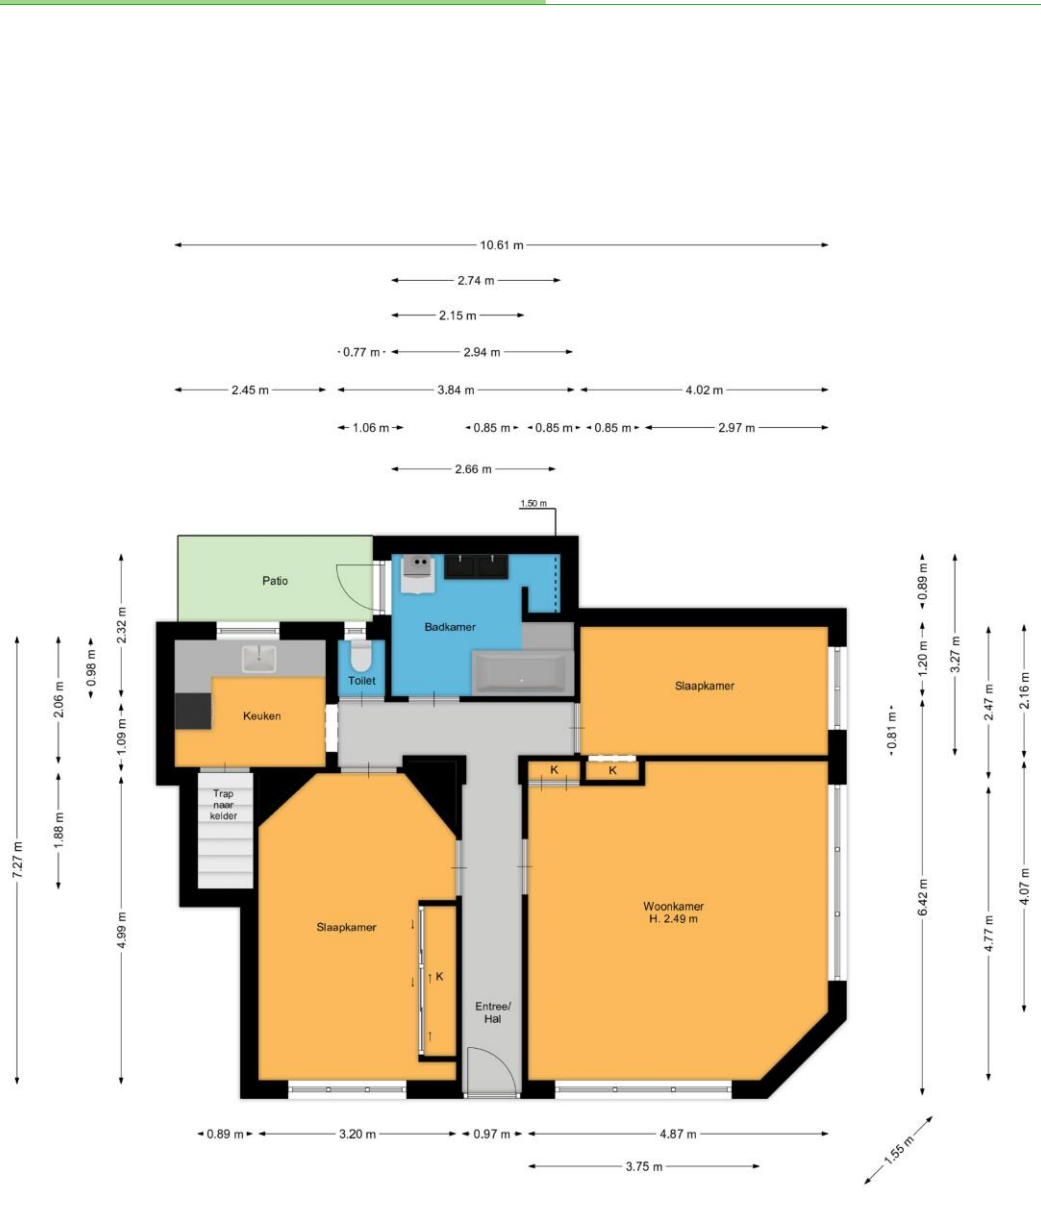 10.61 m
2.74 m
2.15 m
0.77 m
2.94 m
2.45 m
3.84 m
4.02 m
1.06 m
0.85 m
0.85 m
0.85 m
2.97 m
2.66 m
1.50 m
Patio
Badkamer
Toilet
Keuken
Slaapkamer
K
K
Trap
naar
kelder
Woonkamer
H. 2.49 m
Slaapkamer
K
Entree/
Hal
7.27 m
2.06 m
1.88 m
0.98 m
2.32 m
1.09 m
4.99 m
0.81 m
0.89 m
1.20 m
6.42 m
3.27 m
2.47 m
4.77 m
2.16 m
4.07 m
0.89 m
3.20 m
0.97 m
4.87 m
3.75 m
1.55 m